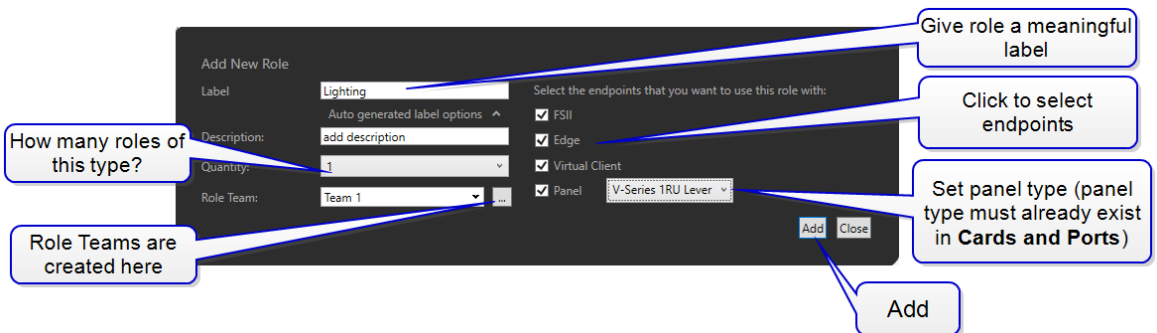 Give role a meaningful
label
Add New Role
Label
Lighting
Select the endpoints that you want to use this role with:
Auto generated label options
FSII
Click to select
endpoints
How many roles of
this type?
Description:
add description
Edge
Quantity:
1
Virtual Client
Role Team:
Team 1
...
Panel
V-Series 1RU Lever
Set panel type (panel
type must already exist
in Cards and Ports)
Role Teams are
created here
Add
Close
Add